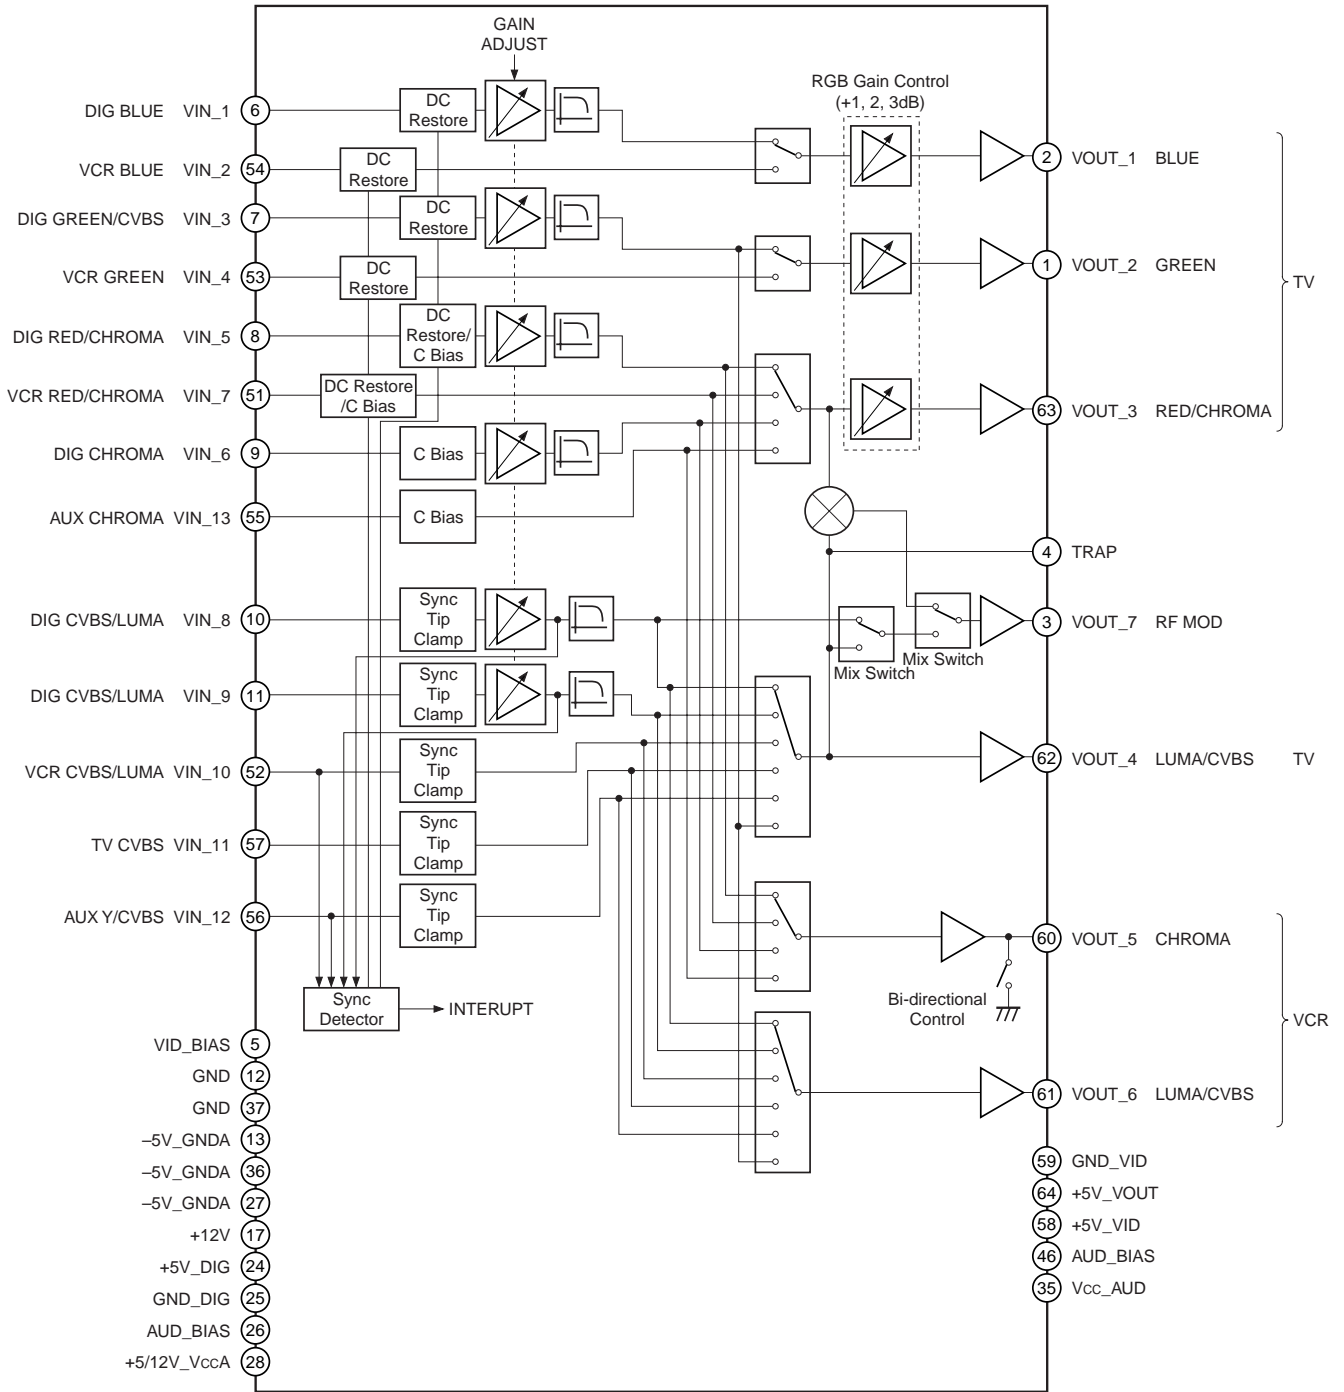 GAIN
ADJUST
RGB Gain Control
(+1, 2, 3dB)
DIG BLUE VIN_1 6
DC
Restore
2 VOUT_1 BLUE
VCR BLUE VIN_2 54
DC
Restore
DIG GREEN/CVBS VIN_3 7
DC
Restore
1 VOUT_2 GREEN
TV
VCR GREEN VIN_4 53
DC
Restore
DIG RED/CHROMA VIN_5 8
DC
Restore/
C Bias
VCR RED/CHROMA VIN_7 51
DC Restore
/C Bias
63 VOUT_3 RED/CHROMA
DIG CHROMA VIN_6 9
C Bias
AUX CHROMA VIN_13 55
C Bias
4 TRAP
DIG CVBS/LUMA VIN_8 10
Sync
Tip
Clamp
3 VOUT_7 RF MOD
Mix Switch
Mix Switch
DIG CVBS/LUMA VIN_9 11
Sync
Tip
Clamp
VCR CVBS/LUMA VIN_10 52
Sync
Tip
Clamp
62 VOUT_4 LUMA/CVBS TV
TV CVBS VIN_11 57
Sync
Tip
Clamp
AUX Y/CVBS VIN_12 56
Sync
Tip
Clamp
60 VOUT_5 CHROMA
Bi-directional
Control
Sync
Detector
INTERUPT
VCR
61 VOUT_6 LUMA/CVBS
VID_BIAS 5
GND 12
GND 37
–5V_GNDA 13
–5V_GNDA 36
–5V_GNDA 27
+12V 17
+5V_DIG 24
GND_DIG 25
AUD_BIAS 26
+5/12V_VCCA 28
59 GND_VID
64 +5V_VOUT
58 +5V_VID
46 AUD_BIAS
35 VCC_AUD